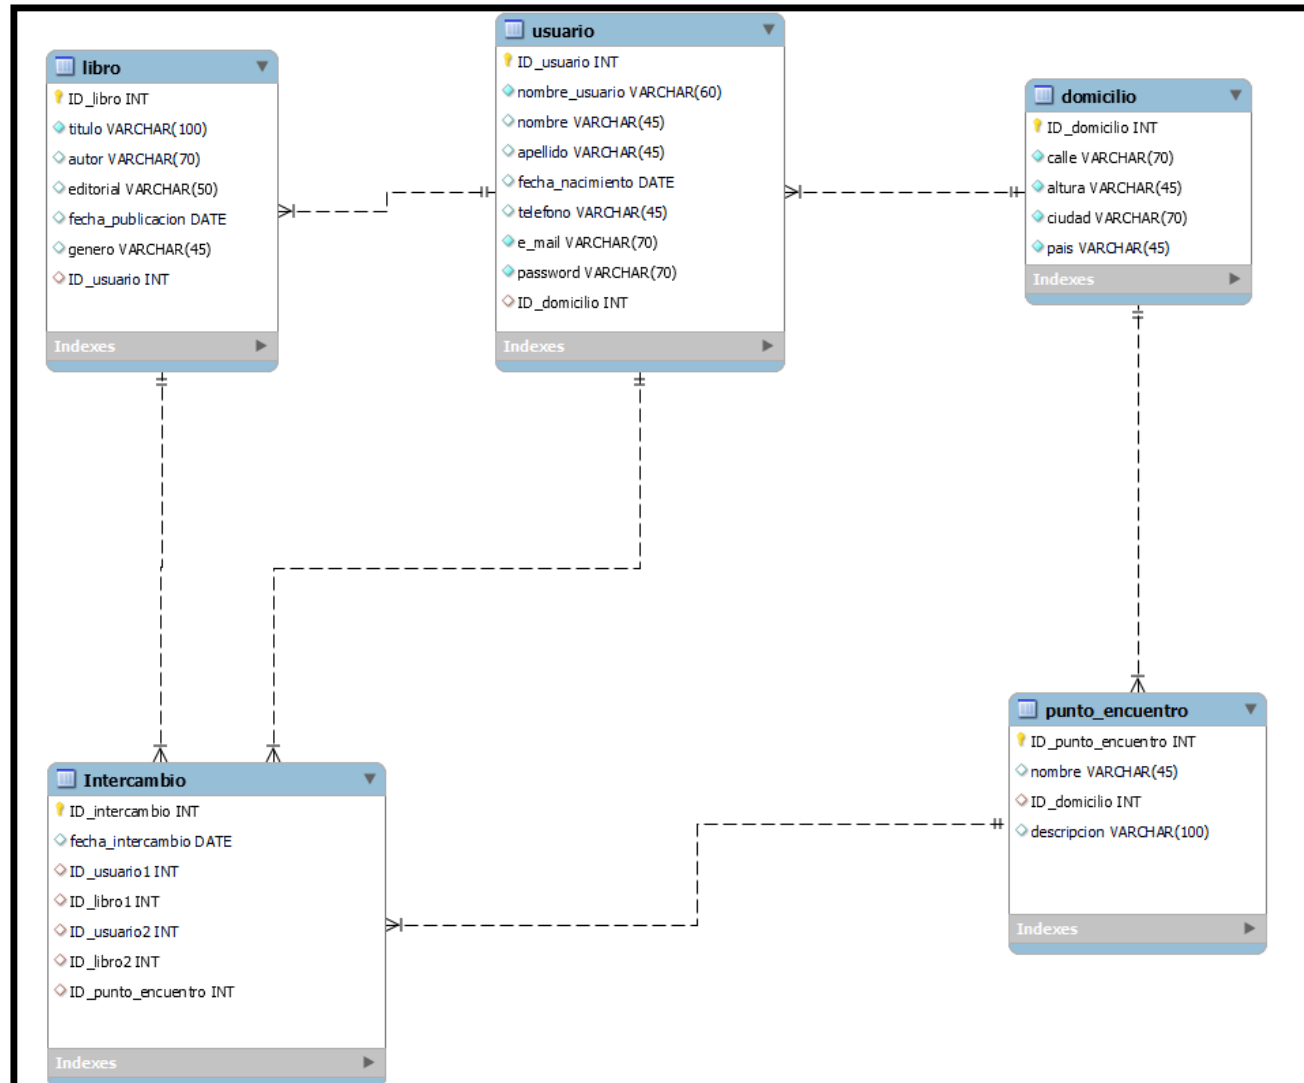 libro
ID_libro INT
titulo VARCHAR(100)
autor VARCHAR(70)
editorial VARCHAR(50)
fecha_publicacion DATE
genero VARCHAR(45)
ID_usuario INT
Indexes
usuario
ID_usuario INT
nombre_usuario VARCHAR(60)
nombre VARCHAR(45)
apellido VARCHAR(45)
fecha_nacimiento DATE
telefono VARCHAR(45)
e_mail VARCHAR(70)
password VARCHAR(70)
ID_domicilio INT
Indexes
domicilio
ID_domicilio INT
calle VARCHAR(70)
altura VARCHAR(45)
ciudad VARCHAR(70)
pais VARCHAR(45)
Indexes
Intercambio
ID_intercambio INT
fecha_intercambio DATE
ID_usuario1 INT
ID_libro1 INT
ID_usuario2 INT
ID_libro2 INT
ID_punto_encuentro INT
Indexes
punto_encuentro
ID_punto_encuentro INT
nombre VARCHAR(45)
ID_domicilio INT
descripcion VARCHAR(100)
Indexes